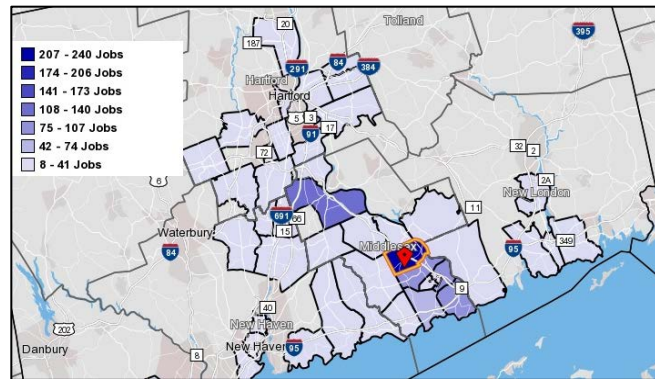 207 - 240 Jobs
174 - 206 Jobs
141 - 173 Jobs
108 - 140 Jobs
75 - 107 Jobs
42 - 74 Jobs
8 - 41 Jobs
20
Tolland
187
395
84
291
384
Hartford
Hartford
5
3
17
91
32
2
72
6
2A
New London
11
691
66
Waterbury
15
Middlesex
349
84
95
9
40
202
New Haven
Danbury
New Haven
8
95